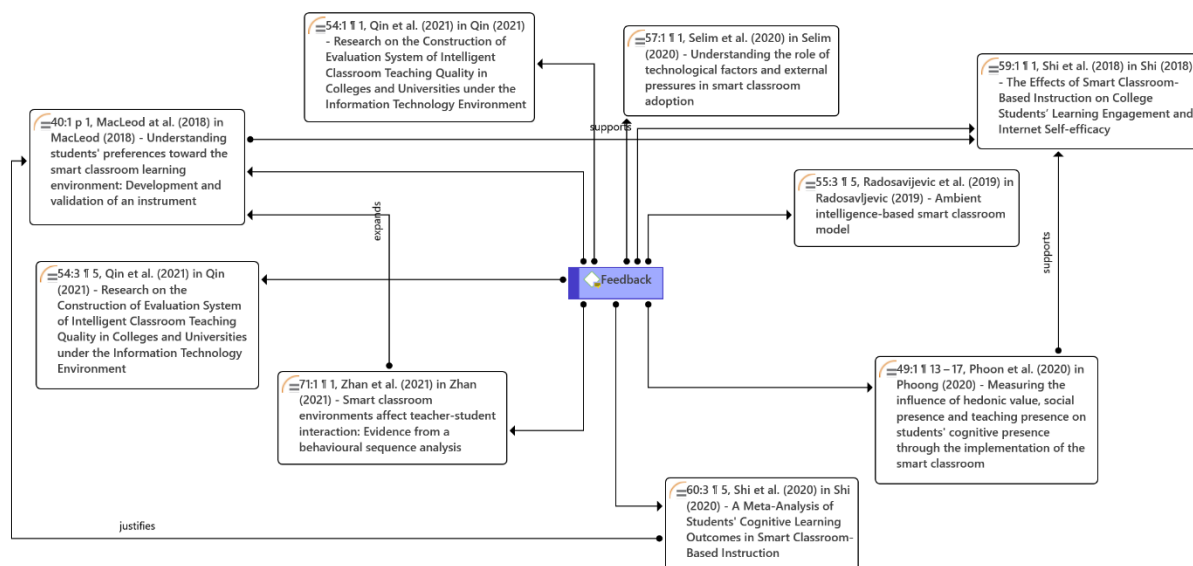 54:1 ¶ 1, Qin et al. (2021) in Qin (2021)
- Research on the Construction of
Evaluation System of Intelligent
Classroom Teaching Quality in
Colleges and Universities under the
Information Technology Environment
57:1 ¶ 1, Selim et al. (2020) in Selim
(2020) - Understanding the role of
technological factors and external
pressures in smart classroom
adoption
59:1 ¶ 1, Shi et al. (2018) in Shi (2018)
- The Effects of Smart Classroom-
Based Instruction on College
Students' Learning Engagement and
Internet Self-efficacy
40:1 p 1, MacLeod at al. (2018) in
MacLeod (2018) - Understanding
students' preferences toward the
smart classroom learning
environment: Development and
validation of an instrument
supports
55:3 ¶ 5, Radosavijevic et al. (2019) in
Radosavljevic (2019) - Ambient
intelligence-based smart classroom
model
expands
supports
54:3 ¶ 5, Qin et al. (2021) in Qin
(2021) - Research on the
Construction of Evaluation System
of Intelligent Classroom Teaching
Quality in Colleges and Universities
under the Information Technology
Environment
Feedback
71:1 ¶ 1, Zhan et al. (2021) in Zhan
(2021) - Smart classroom
environments affect teacher-student
interaction: Evidence from a
behavioural sequence analysis
49:1 ¶ 13 – 17, Phoon et al. (2020) in
Phoong (2020) - Measuring the
influence of hedonic value, social
presence and teaching presence on
students' cognitive presence
through the implementation of the
smart classroom
60:3 ¶ 5, Shi et al. (2020) in Shi
(2020) - A Meta-Analysis of
Students' Cognitive Learning
Outcomes in Smart Classroom-
Based Instruction
justifies